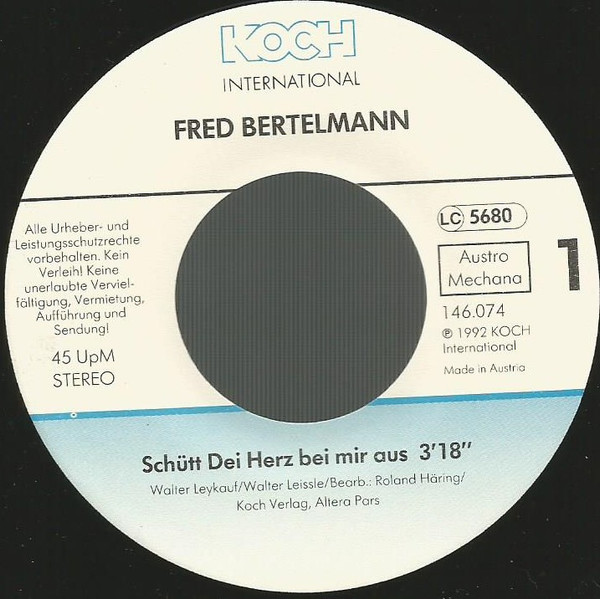 KOCH
INTERNATIONAL
FRED BERTELMANN
Alle Urheber- und
Leistungsschutzrechte
vorbehalten. Kein
Verleih! Keine
unerlaubte Verviel-
fältigung, Vermietung,
Aufführung und
Sendung!
45 UpM
STEREO
LC 5680
Austro
Mechana
1
146.074
℗ 1992 KOCH
International
Made in Austria
Schütt Dei Herz bei mir aus 3'18"
Walter Leykauf/Walter Leissle/Bearb.: Roland Häring/
Koch Verlag, Altera Pars